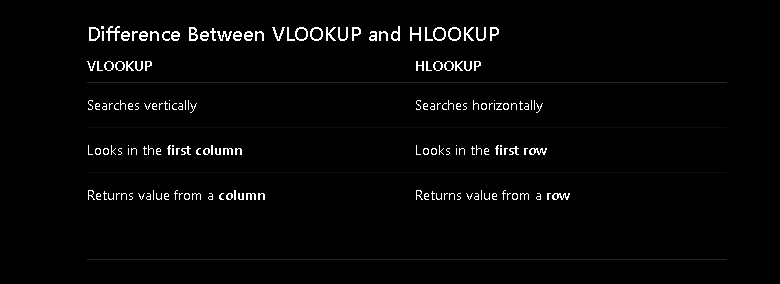 Difference Between VLOOKUP and HLOOKUP
VLOOKUP HLOOKUP
Searches vertically Searches horizontally
Looks in the first column Looks in the first row
Returns value from a column Returns value from a row